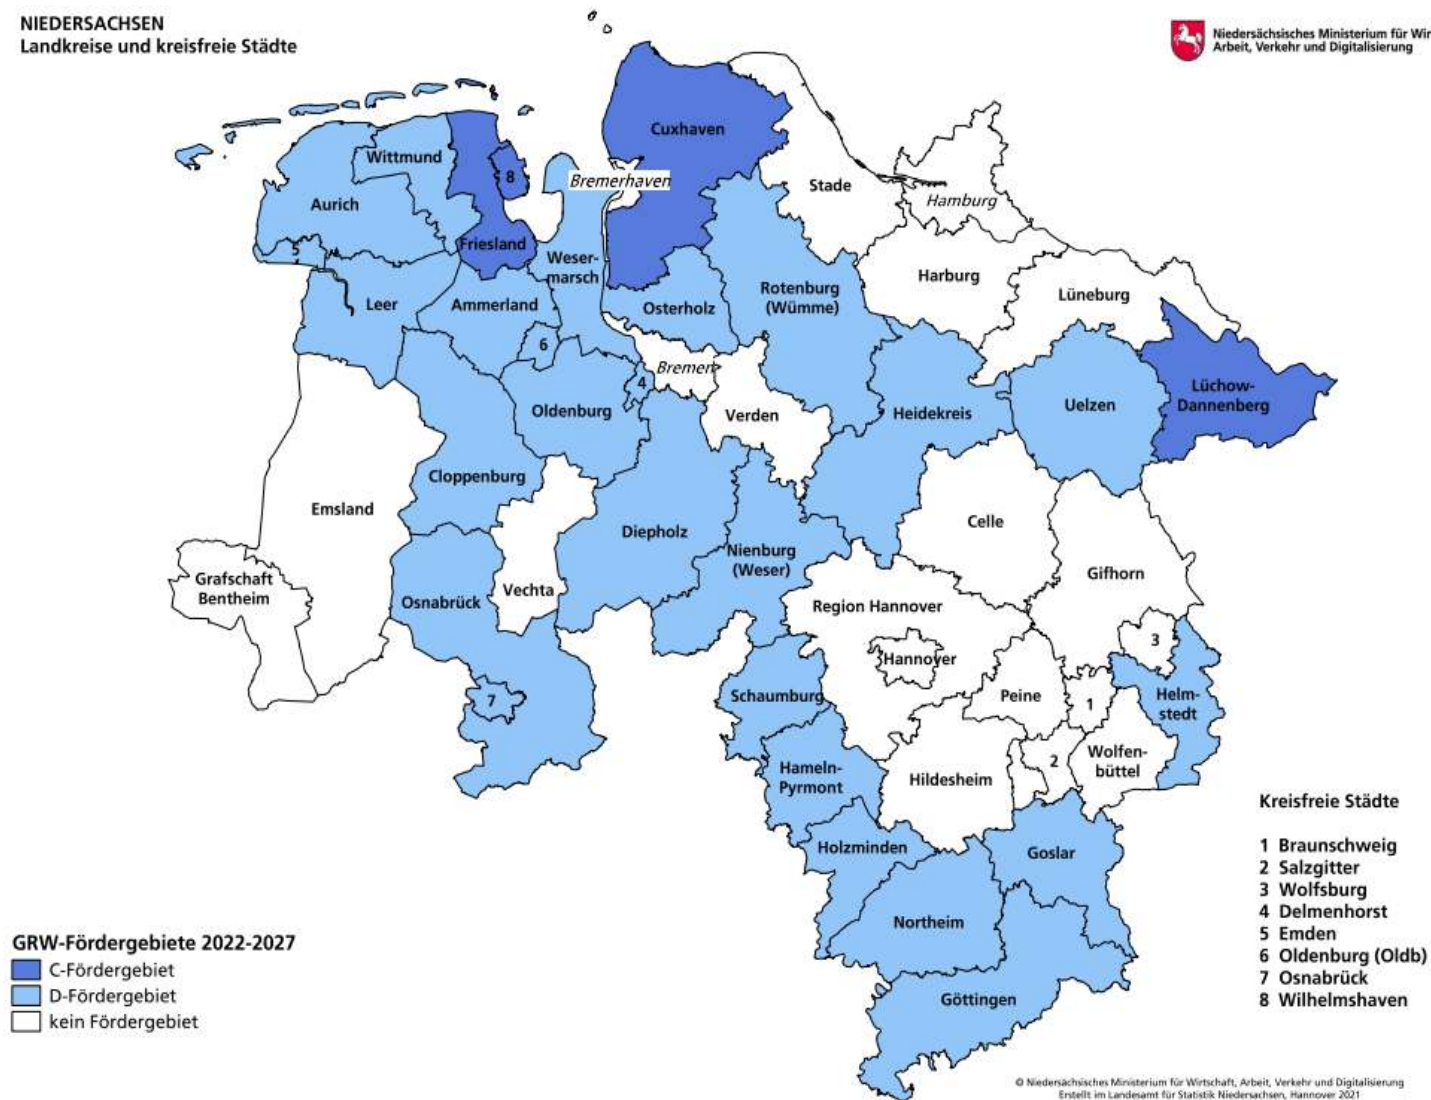 NIEDERSACHSEN
Landkreise und kreisfreie Städte
Niedersächsisches Ministerium für Wir
Arbeit, Verkehr und Digitalisierung
Cuxhaven
Wittmund
8
Bremerhaven
Stade
Aurich
Hamburg
5
Friesland
Weser-
marsch
Harburg
Rotenburg
(Wümme)
Lüneburg
Leer
Ammerland
Osterholz
6
Bremen
4
Lüchow-
Dannenberg
Oldenburg
Verden
Heidekreis
Uelzen
Cloppenburg
Emsland
Celle
Diepholz
Nienburg
(Weser)
Grafschaft
Bentheim
Gifhorn
Vechta
Osnabrück
Region Hannover
3
Hannover
7
Schaumburg
Peine
1
Helm-
stedt
2
Wolfen-
büttel
Hameln-
Pyrmont
Hildesheim
Holzminden
Goslar
Northeim
Göttingen
Kreisfreie Städte
1 Braunschweig
2 Salzgitter
3 Wolfsburg
4 Delmenhorst
5 Emden
6 Oldenburg (Oldb)
7 Osnabrück
8 Wilhelmshaven
GRW-Fördergebiete 2022-2027
C-Fördergebiet
D-Fördergebiet
kein Fördergebiet
© Niedersächsisches Ministerium für Wirtschaft, Arbeit, Verkehr und Digitalisierung
Erstellt im Landesamt für Statistik Niedersachsen, Hannover 2021